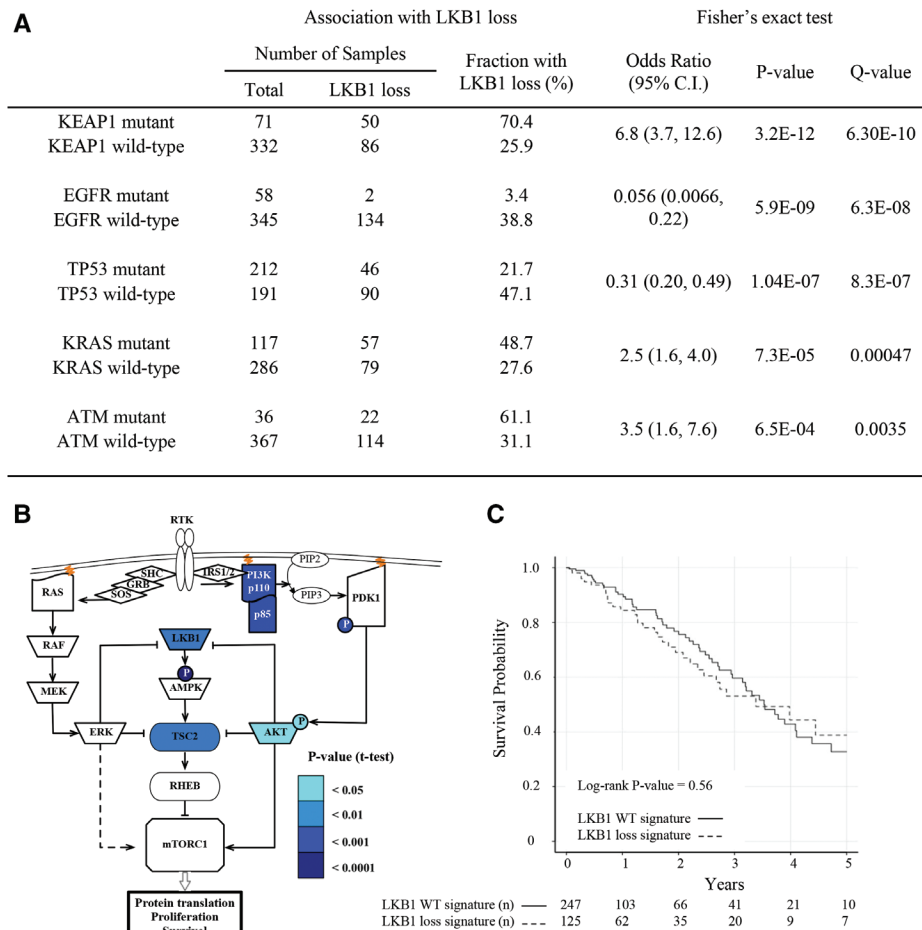 A
Association with LKB1 loss
Fisher's exact test
Number of Samples
Fraction with LKB1 loss (%)
Odds Ratio (95% C.I.)
P-value
Q-value
Total
LKB1 loss
KEAP1 mutant 71 50 70.4
KEAP1 wild-type 332 86 25.9
6.8 (3.7, 12.6) 3.2E-12 6.30E-10
EGFR mutant 58 2 3.4
EGFR wild-type 345 134 38.8
0.056 (0.0066, 0.22) 5.9E-09 6.3E-08
TP53 mutant 212 46 21.7
TP53 wild-type 191 90 47.1
0.31 (0.20, 0.49) 1.04E-07 8.3E-07
KRAS mutant 117 57 48.7
KRAS wild-type 286 79 27.6
2.5 (1.6, 4.0) 7.3E-05 0.00047
ATM mutant 36 22 61.1
ATM wild-type 367 114 31.1
3.5 (1.6, 7.6) 6.5E-04 0.0035
B
RTK
SHC
GRB
SOS
IRS1/2
PI3K
p110
p85
PIP2
PIP3
PDK1
P
RAS
RAF
MEK
ERK
LKB1
P
AMPK
TSC2
AKT
P
RHEB
mTORC1
Protein translation
Proliferation
Survival
P-value (t-test)
< 0.05
< 0.01
< 0.001
< 0.0001
C
Survival Probability
1.0
0.8
0.6
0.4
0.2
0
Log-rank P-value = 0.56
LKB1 WT signature
LKB1 loss signature
0 1 2 3 4 5
Years
LKB1 WT signature (n) 247 103 66 41 21 10
LKB1 loss signature (n) 125 62 35 20 9 7